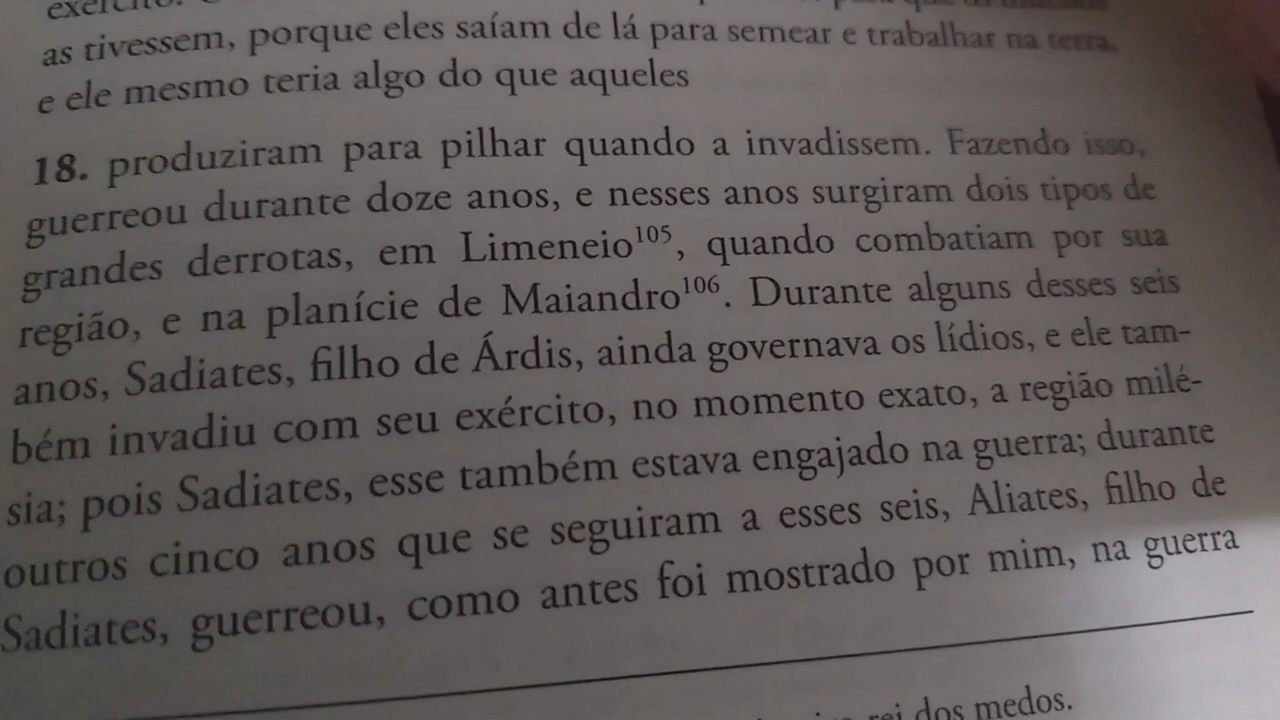 as tivessem, porque eles saíam de lá para semear e trabalhar na terra,
e ele mesmo teria algo do que aqueles
18. produziram para pilhar quando a invadissem. Fazendo isso,
guerreou durante doze anos, e nesses anos surgiram dois tipos de
grandes derrotas, em Limeneio105, quando combatiam por sua
região, e na planície de Maiandro106. Durante alguns desses seis
anos, Sadiates, filho de Árdis, ainda governava os lídios, e ele tam-
bém invadiu com seu exército, no momento exato, a região milé-
sia; pois Sadiates, esse também estava engajado na guerra; durante
outros cinco anos que se seguiram a esses seis, Aliates, filho de
Sadiates, guerreou, como antes foi mostrado por mim, na guerra
rei dos medos.